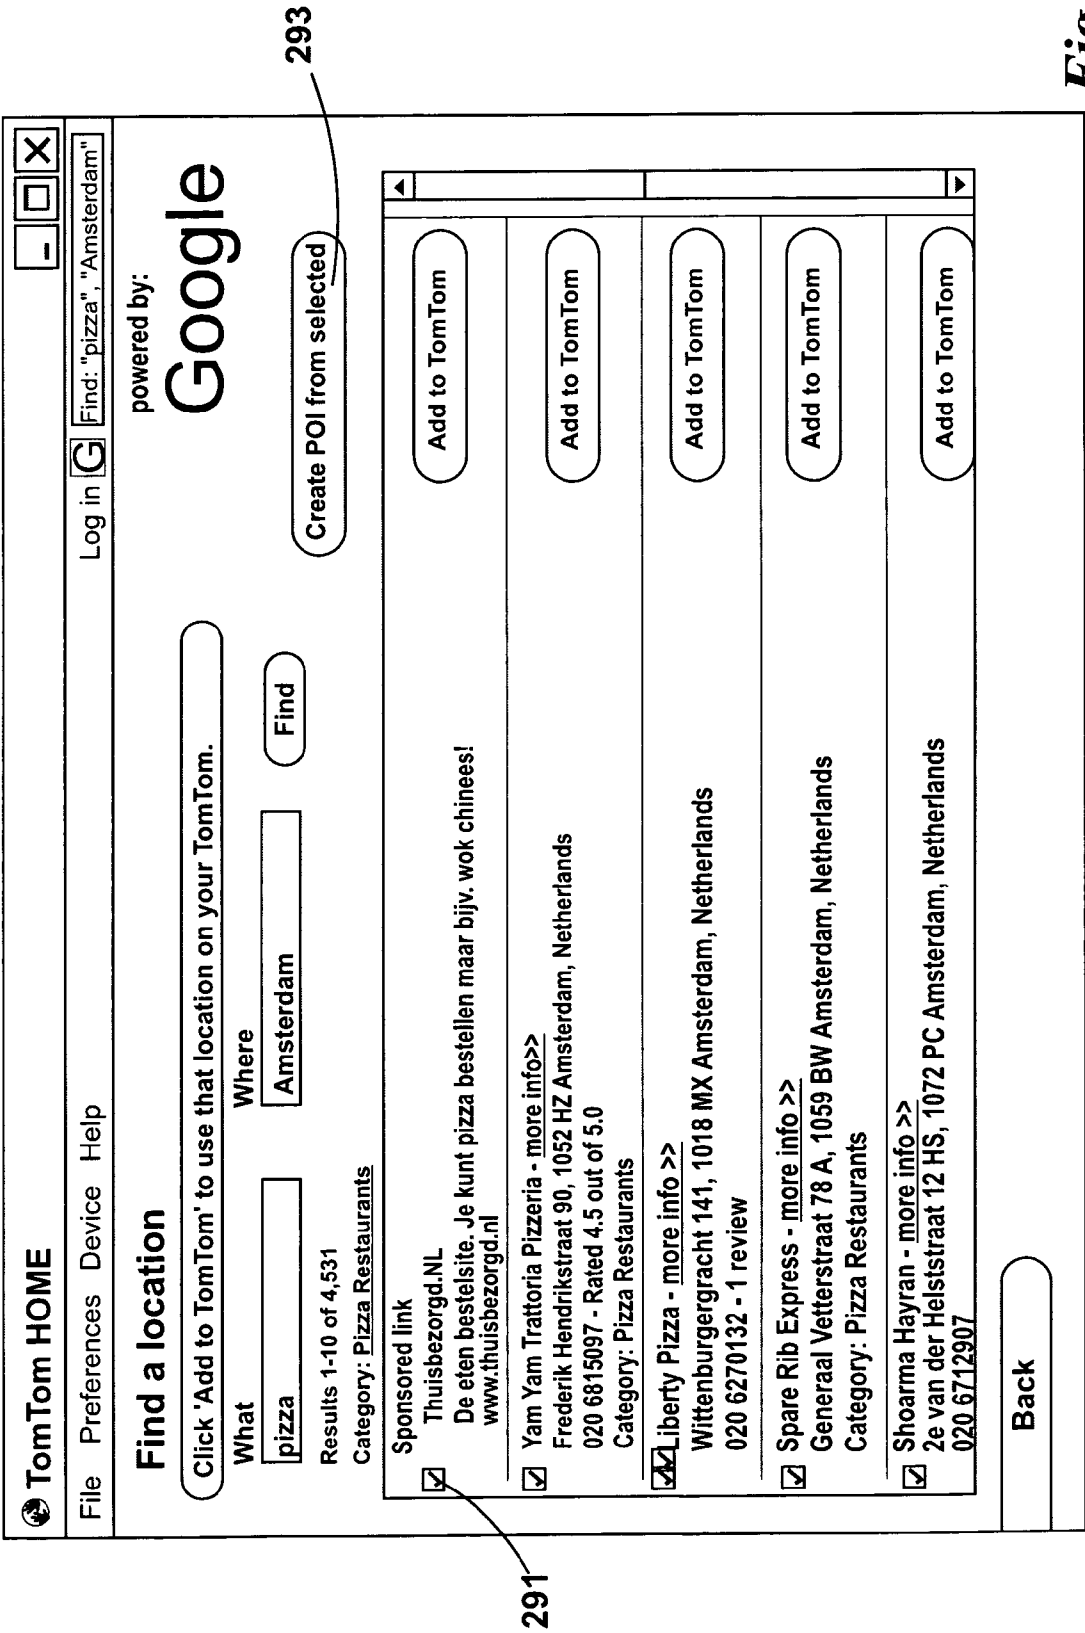 TomTom HOME
File Preferences Device Help
Log in G Find: "pizza", "Amsterdam"
Find a location
powered by:
Google
Click 'Add to TomTom' to use that location on your TomTom.
What
Where
pizza
Amsterdam
Find
Create POI from selected
293
Results 1-10 of 4,531
Category: Pizza Restaurants
Sponsored link
Thuisbezorgd.NL
De eten bestelsite. Je kunt pizza bestellen maar bijv. wok chinees!
www.thuisbezorgd.nl
Add to TomTom
291
Yam Yam Trattoria Pizzeria - more info>>
Frederik Hendrikstraat 90, 1052 HZ Amsterdam, Netherlands
020 6815097 - Rated 4.5 out of 5.0
Category: Pizza Restaurants
Add to TomTom
Liberty Pizza - more info >>
Wittenburgergracht 141, 1018 MX Amsterdam, Netherlands
020 6270132 - 1 review
Add to TomTom
Spare Rib Express - more info >>
Generaal Vetterstraat 78 A, 1059 BW Amsterdam, Netherlands
Category: Pizza Restaurants
Add to TomTom
Shoarma Hayran - more info >>
2e van der Helststraat 12 HS, 1072 PC Amsterdam, Netherlands
020 6712907
Add to TomTom
Back
Fig